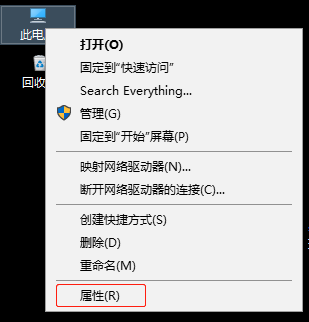 此电
回收
打开(O)
固定到“快速访问”
Search Everything...
管理(G)
固定到“开始”屏幕(P)
映射网络驱动器(N)...
断开网络驱动器的连接(C)...
创建快捷方式(S)
删除(D)
重命名(M)
属性(R)